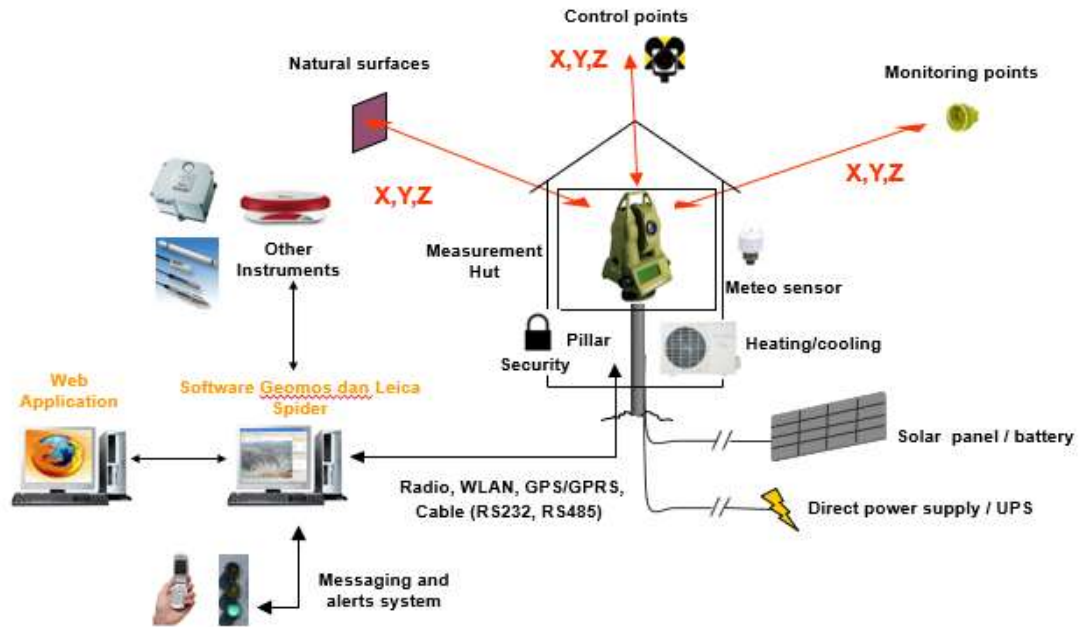 Control points
X,Y,Z
Natural surfaces
Monitoring points
X,Y,Z
X,Y,Z
Measurement
Hut
Other
Instruments
Meteo sensor
Pillar
Security
Heating/cooling
Web
Application
Software Geomos dan Leica
Spider
Solar panel / battery
Radio, WLAN, GPS/GPRS,
Cable (RS232, RS485)
Direct power supply / UPS
Messaging and
alerts system